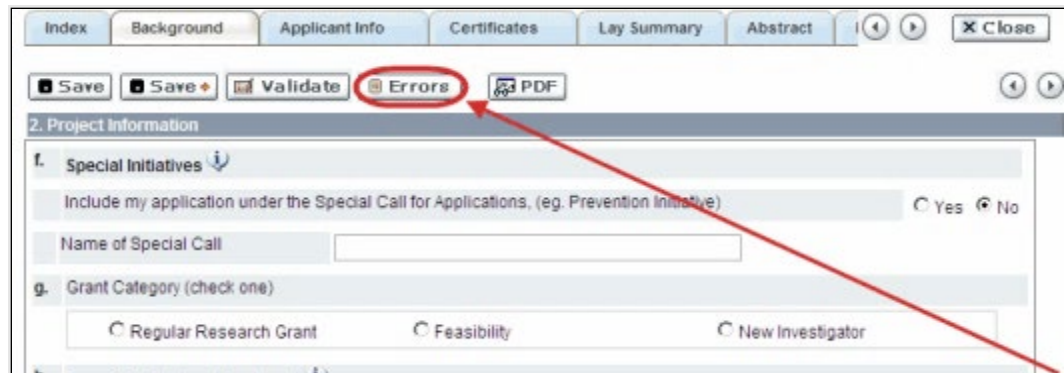 Index Background Applicant Info Certificates Lay Summary Abstract Close
Save Save Validate Errors PDF
2. Project Information
f. Special Initiatives
Include my application under the Special Call for Applications, (eg. Prevention Initiative) Yes No
Name of Special Call
g. Grant Category (check one)
Regular Research Grant Feasibility New Investigator